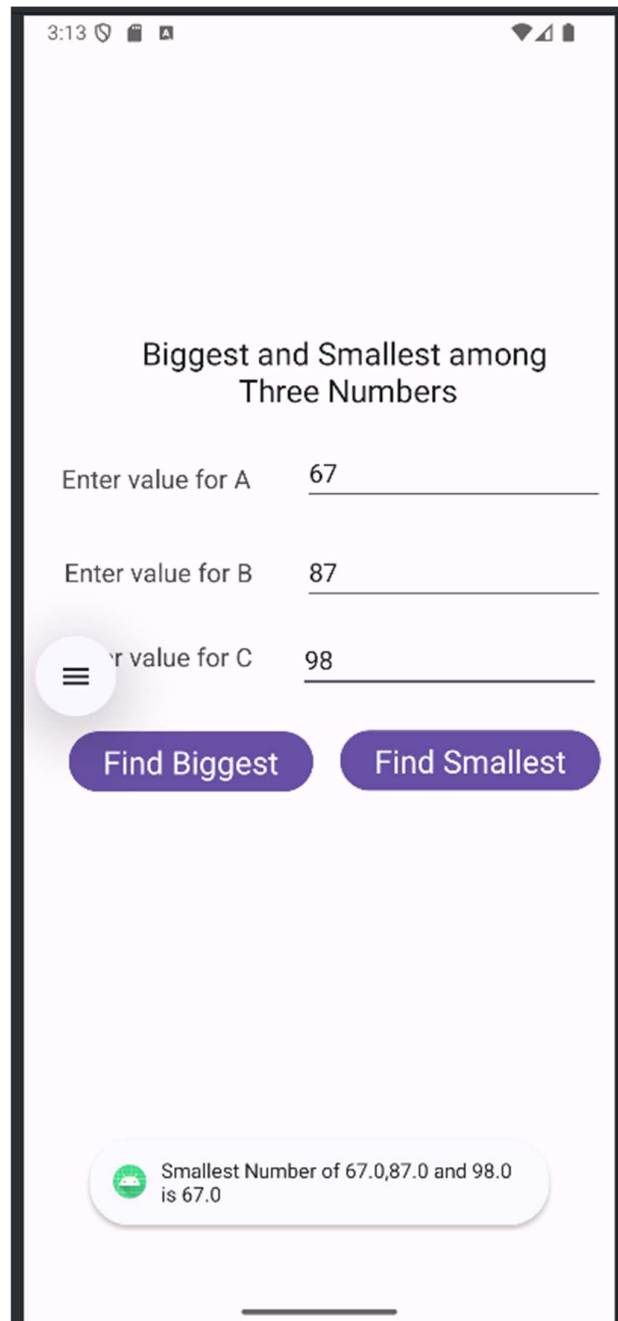 3:13
Biggest and Smallest among
Three Numbers
Enter value for A
67
Enter value for B
87
value for C
98
Find Biggest
Find Smallest
Smallest Number of 67.0,87.0 and 98.0
is 67.0